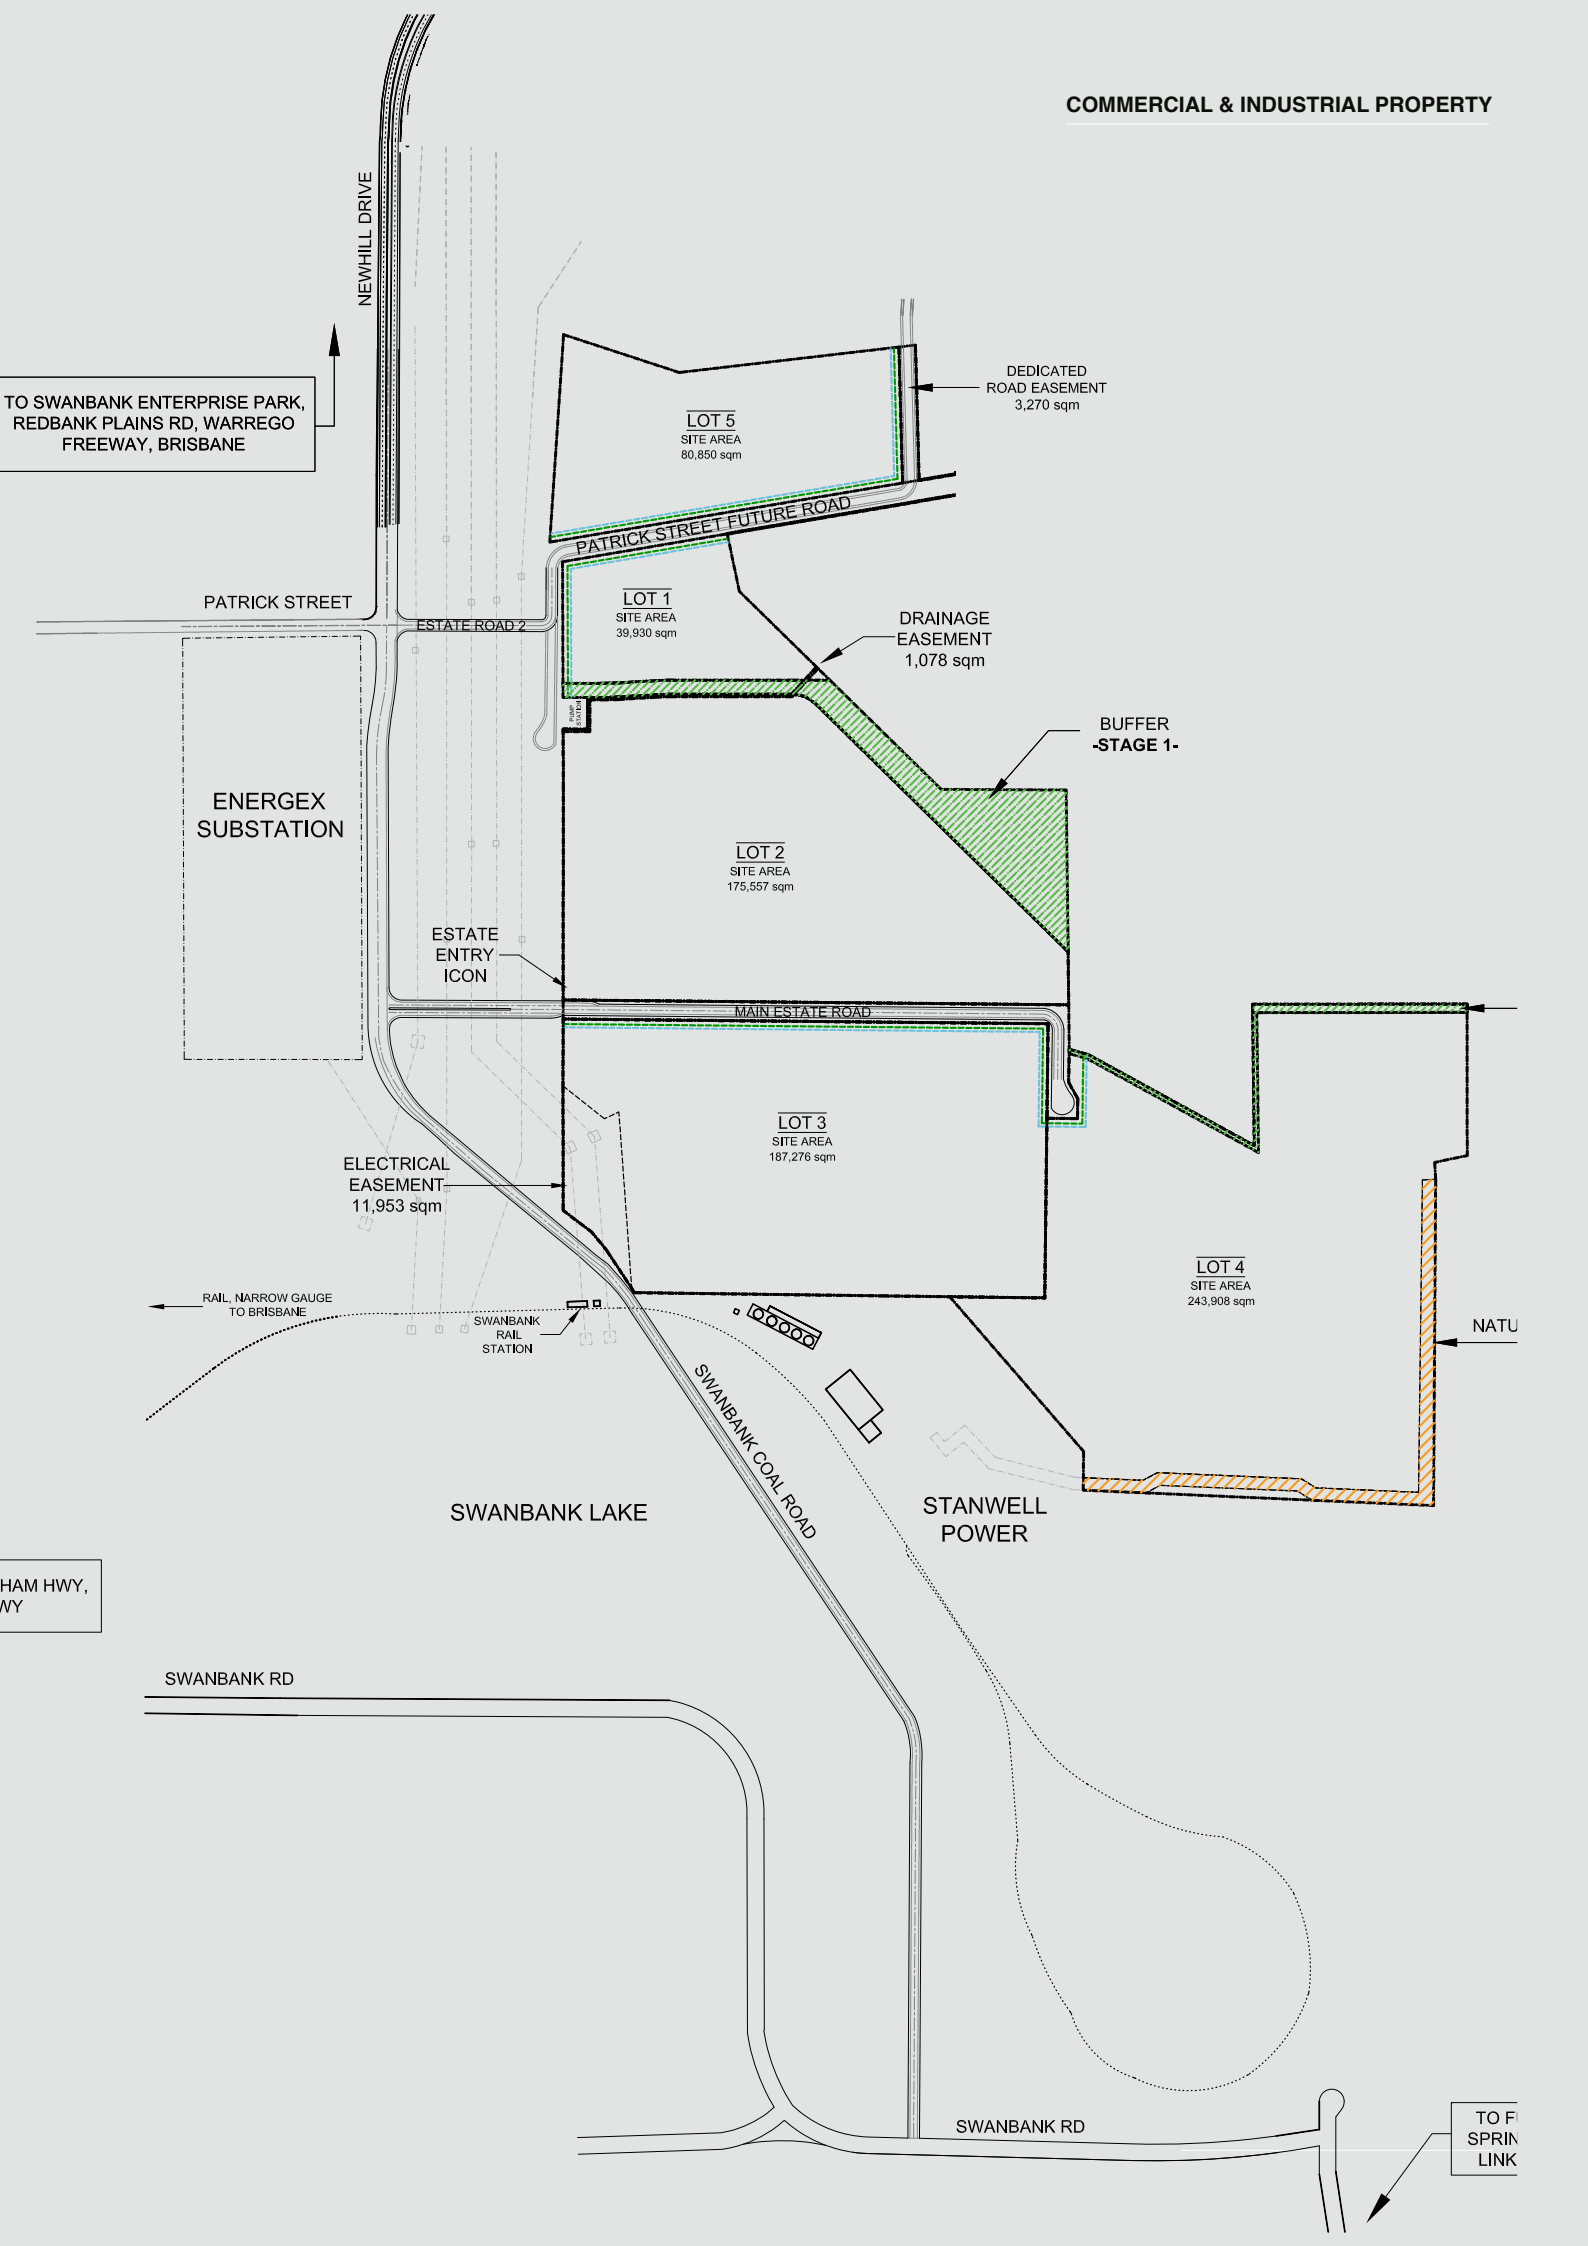 COMMERCIAL & INDUSTRIAL PROPERTY
NEWHILL DRIVE
TO SWANBANK ENTERPRISE PARK,
REDBANK PLAINS RD, WARREGO
FREEWAY, BRISBANE
DEDICATED
ROAD EASEMENT
3,270 sqm
LOT 5
SITE AREA
80,850 sqm
PATRICK STREET FUTURE ROAD
PATRICK STREET
ESTATE ROAD 2
LOT 1
SITE AREA
39,930 sqm
DRAINAGE
EASEMENT
1,078 sqm
PUMP
STATION
BUFFER
-STAGE 1-
ENERGEX
SUBSTATION
LOT 2
SITE AREA
175,557 sqm
ESTATE
ENTRY
ICON
MAIN ESTATE ROAD
LOT 3
SITE AREA
187,276 sqm
ELECTRICAL
EASEMENT
11,953 sqm
LOT 4
SITE AREA
243,908 sqm
RAIL, NARROW GAUGE
TO BRISBANE
SWANBANK
RAIL
STATION
NATU
SWANBANK COAL ROAD
SWANBANK LAKE
STANWELL
POWER
HAM HWY,
WY
SWANBANK RD
SWANBANK RD
TO F
SPRIN
LINK